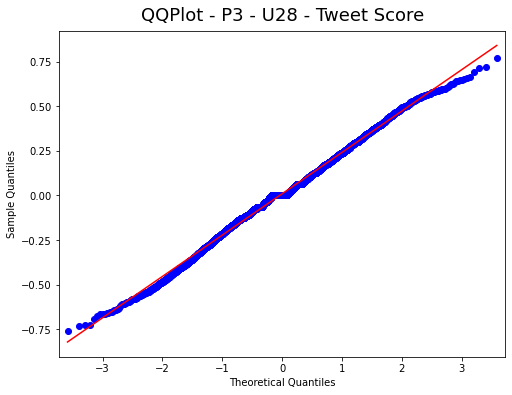 QQPlot - P3 - U28 - Tweet Score
0.75
0.50
0.25
0.00
−0.25
−0.50
−0.75
Sample Quantiles
−3 −2 −1 0 1 2 3
Theoretical Quantiles